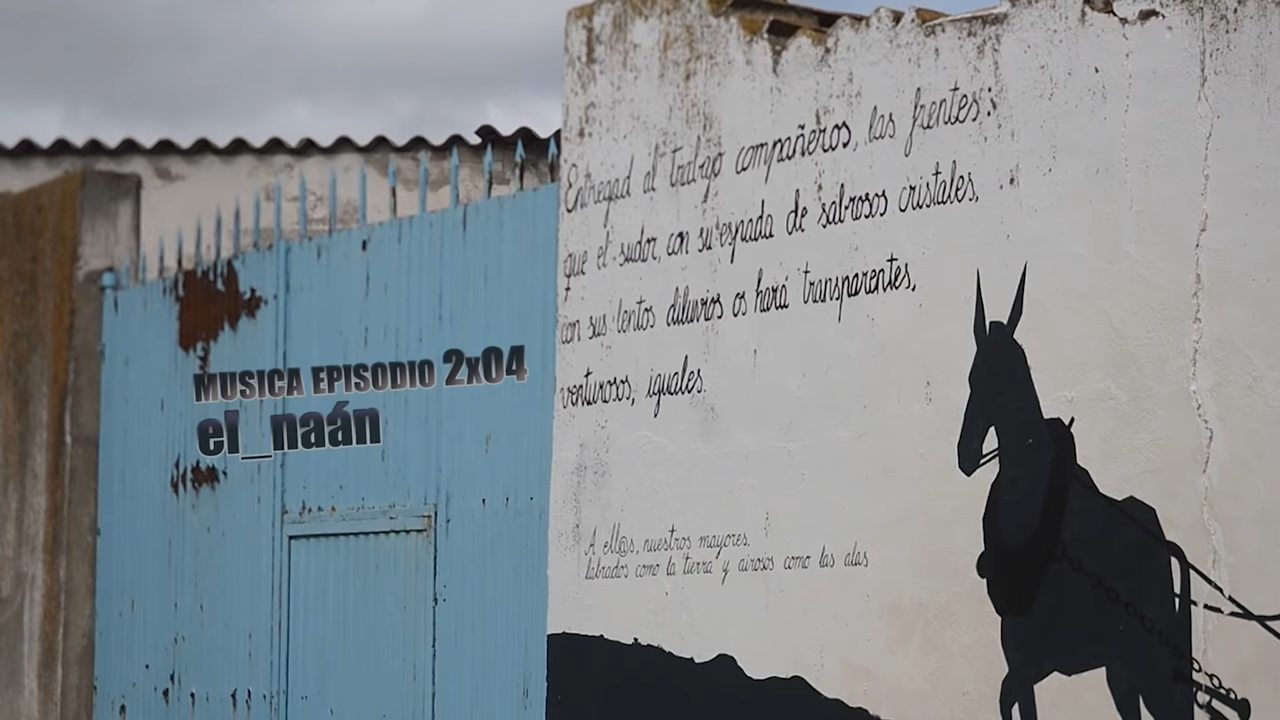 MUSICA EPISODIO 2x04
el_naán
Entregad al trabajo compañeros, las frentes:
que el sudor, con su espada de sabrosos cristales,
con sus lentos diluvios os hará transparentes,
venturosos, iguales.
A ell@s, nuestros mayores,
labrados como la tierra y airosos como las alas